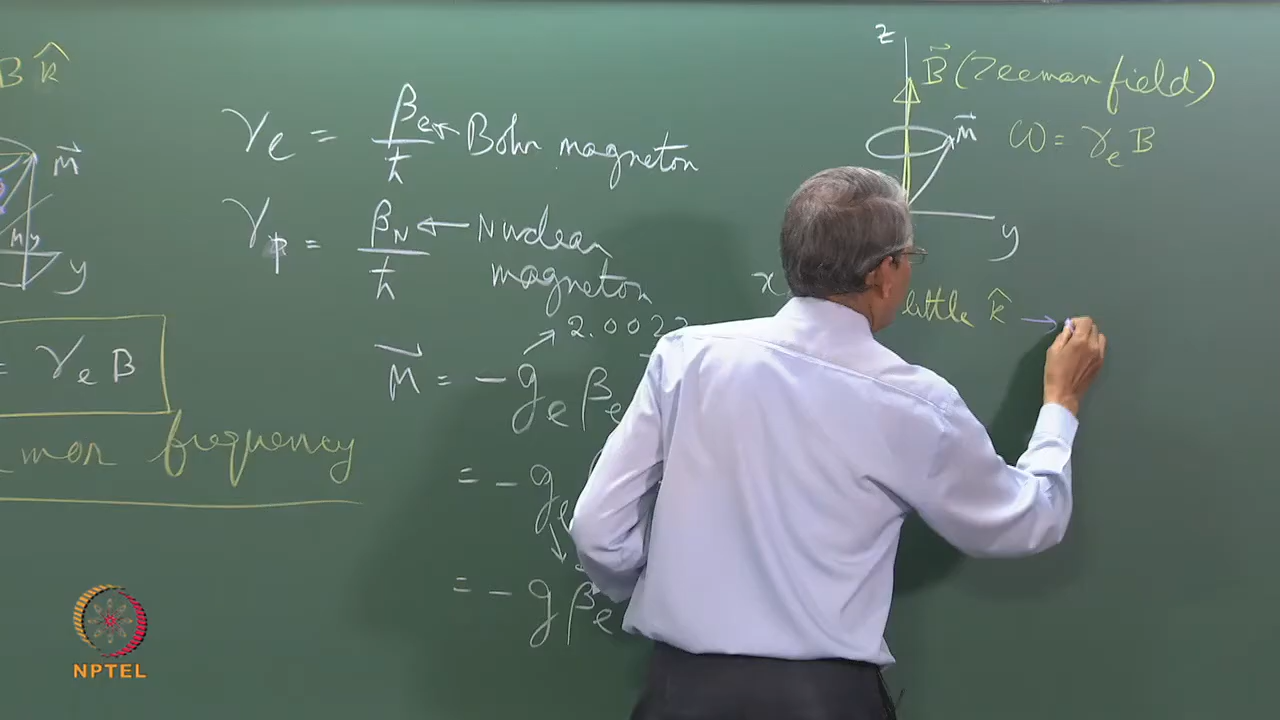 B k̂
M⃗
My
y
= γe B
mor frequency
γe = βe/ħ ← Bohr magneton
γp = βN/ħ ← Nuclear magneton
M⃗ = - ge βe
→ 2.0023
= - ge
= - g βe
z
B⃗ (Zeeman field)
M⃗
ω = γe B
y
x
little k̂ →
NPTEL